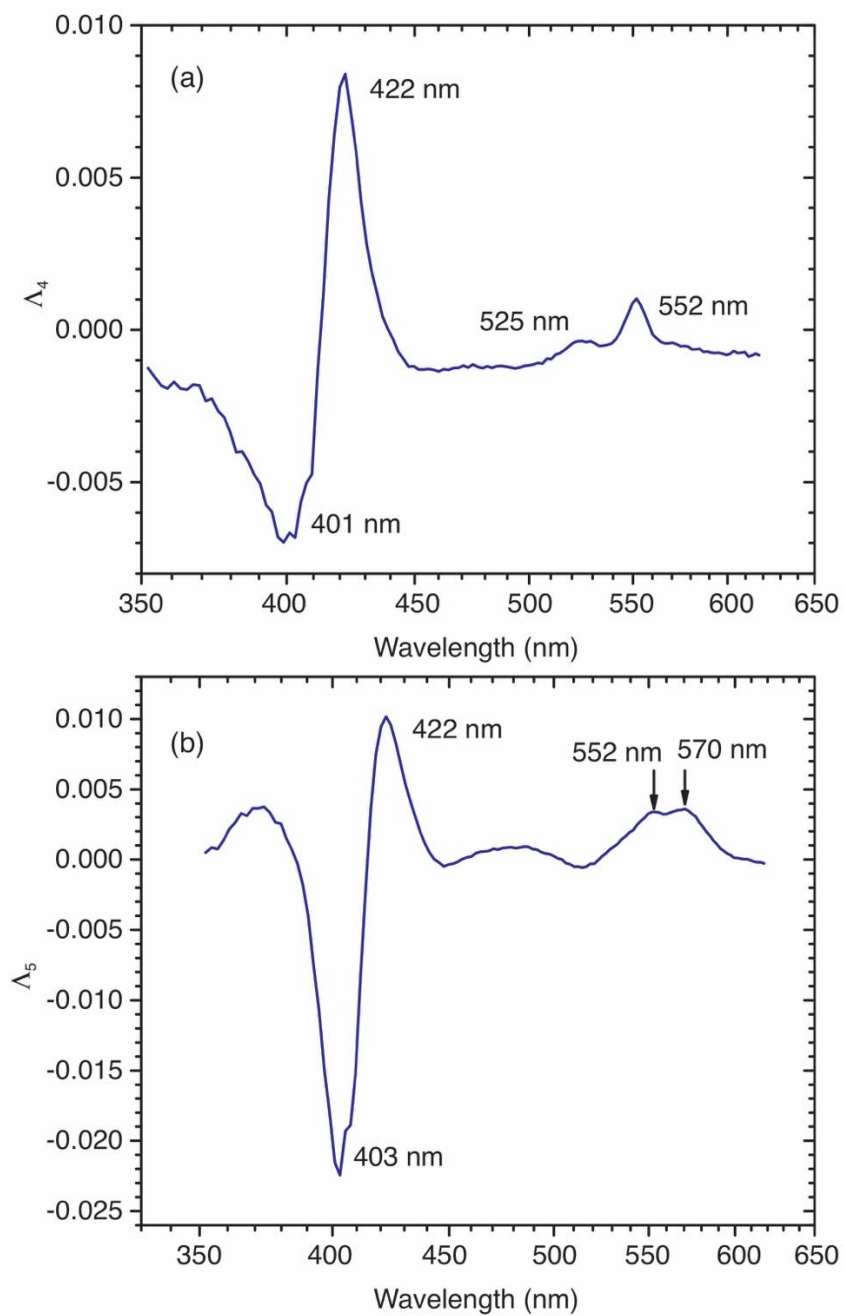 0.010
(a)
422 nm
0.005
Λ4
0.000
525 nm
552 nm
-0.005
401 nm
350 400 450 500 550 600 650
Wavelength (nm)
0.010
(b)
422 nm
552 nm
570 nm
0.005
0.000
-0.005
Λ5
-0.010
-0.015
-0.020
403 nm
-0.025
350 400 450 500 550 600 650
Wavelength (nm)